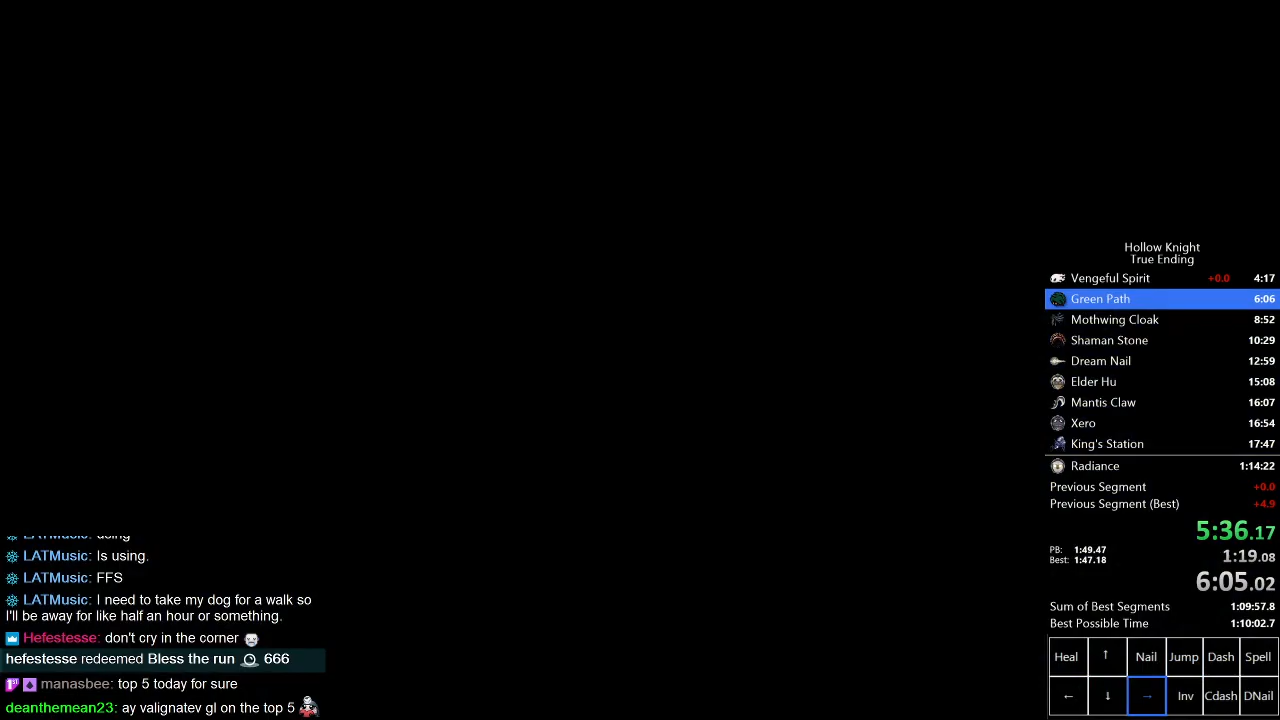 LATMusic: using
LATMusic: Is using.
LATMusic: FFS
LATMusic: I need to take my dog for a walk so
I'll be away for like half an hour or something.
Hefestesse: don't cry in the corner
hefestesse redeemed Bless the run 666
manasbee: top 5 today for sure
deanthemean23: ay valignatev gl on the top 5
Hollow Knight
True Ending
Vengeful Spirit +0.0 4:17
Green Path 6:06
Mothwing Cloak 8:52
Shaman Stone 10:29
Dream Nail 12:59
Elder Hu 15:08
Mantis Claw 16:07
Xero 16:54
King's Station 17:47
Radiance 1:14:22
Previous Segment +0.0
Previous Segment (Best) +4.9
5:36.17
PB: 1:49.47
Best: 1:47.18
1:19.08
6:05.02
Sum of Best Segments 1:09:57.8
Best Possible Time 1:10:02.7
Heal ↑ Nail Jump Dash Spell
← ↓ → Inv Cdash DNail